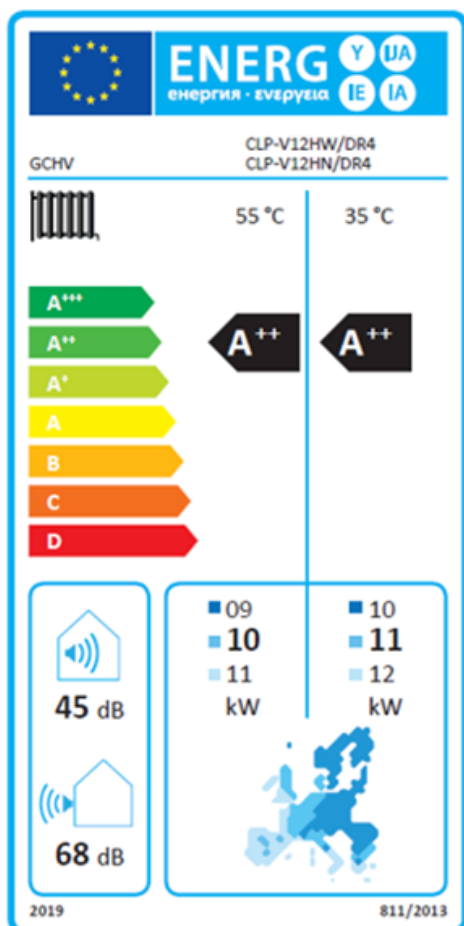 ENERG
енергия · ενεργεια
Y
IJA
IE
IA
GCHV
CLP-V12HW/DR4
CLP-V12HN/DR4
55 °C
35 °C
A+++
A++
A+
A
B
C
D
A++
A++
45 dB
68 dB
09
10
11
kW
10
11
12
kW
2019
811/2013